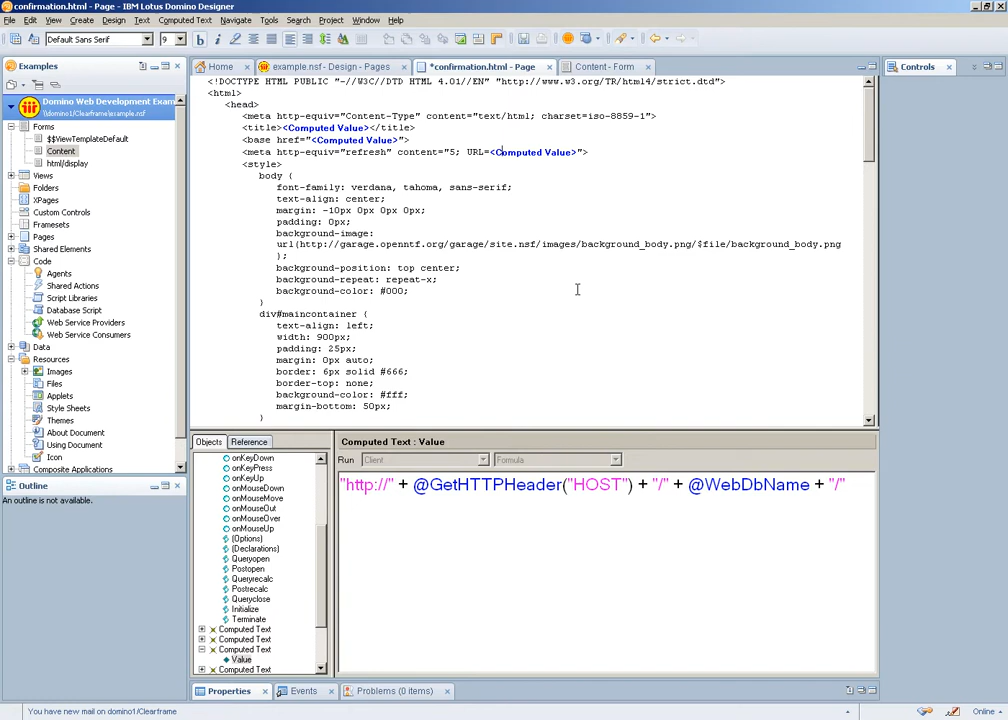 confirmation.html - Page - IBM Lotus Domino Designer
File Edit View Create Design Text Computed Text Navigate Tools Search Project Window Help
Default Sans Serif 9 b i
Examples
Home example.nsf - Design - Pages *confirmation.html - Page Content - Form Controls
Domino Web Development Exam
\\domino1/Clearframe\example.nsf
Forms
$$ViewTemplateDefault
Content
html/display
Views
Folders
XPages
Custom Controls
Framesets
Pages
Shared Elements
Code
Agents
Shared Actions
Script Libraries
Database Script
Web Service Providers
Web Service Consumers
Data
Resources
Images
Files
Applets
Style Sheets
Themes
About Document
Using Document
Icon
Composite Applications
Outline
An outline is not available.
<!DOCTYPE HTML PUBLIC "-//W3C//DTD HTML 4.01//EN" "http://www.w3.org/TR/html4/strict.dtd">
<html>
<head>
<meta http-equiv="Content-Type" content="text/html; charset=iso-8859-1">
<title><Computed Value></title>
<base href="<Computed Value>">
<meta http-equiv="refresh" content="5; URL=<Computed Value>">
<style>
body {
font-family: verdana, tahoma, sans-serif;
text-align: center;
margin: -10px 0px 0px 0px;
padding: 0px;
background-image:
url(http://garage.openntf.org/garage/site.nsf/images/background_body.png/$file/background_body.png
);
background-position: top center;
background-repeat: repeat-x;
background-color: #000;
}
div#maincontainer {
text-align: left;
width: 900px;
padding: 25px;
margin: 0px auto;
border: 6px solid #666;
border-top: none;
background-color: #fff;
margin-bottom: 50px;
}
Objects Reference
onKeyDown
onKeyPress
onKeyUp
onMouseDown
onMouseMove
onMouseOut
onMouseOver
onMouseUp
(Options)
(Declarations)
Queryopen
Postopen
Queryrecalc
Postrecalc
Queryclose
Initialize
Terminate
Computed Text
Computed Text
Computed Text
Value
Computed Text
Computed Text : Value
Run Client Formula
"http://" + @GetHTTPHeader("HOST") + "/" + @WebDbName + "/"
Properties Events Problems (0 items)
You have new mail on domino1/Clearframe
Online